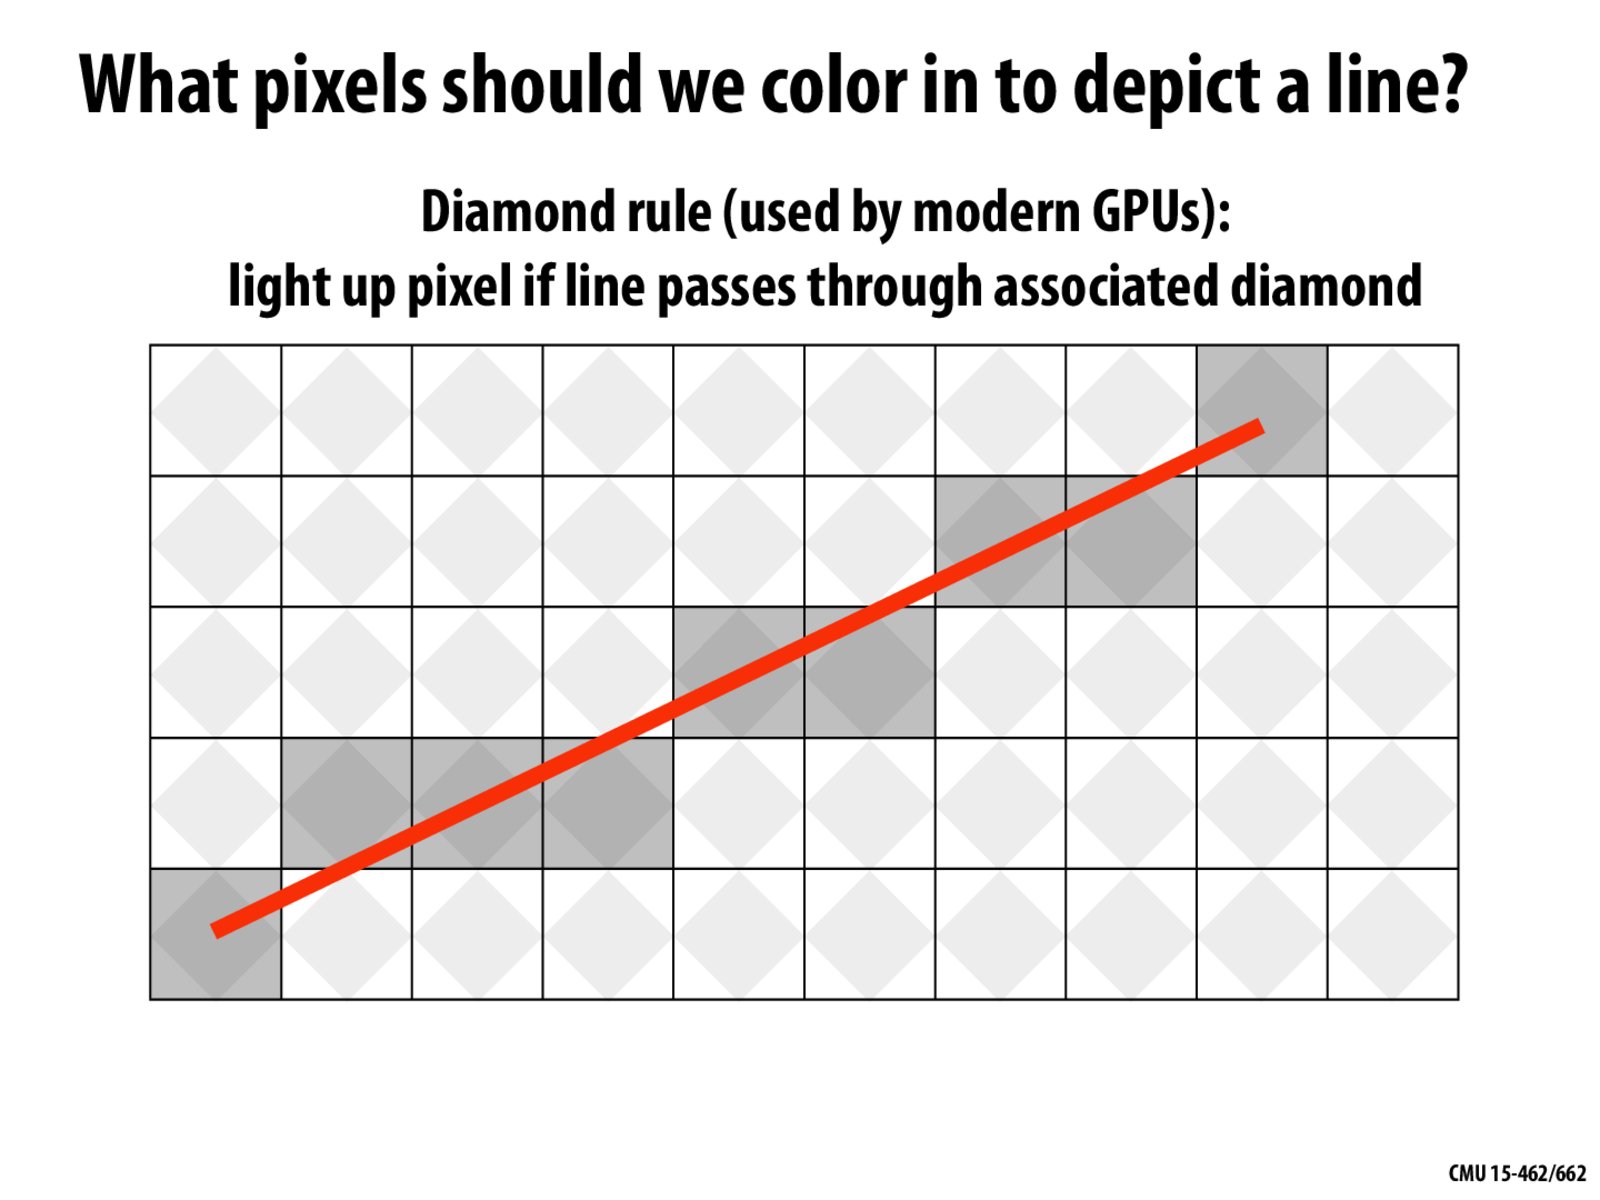 What pixels should we color in to depict a line?
Diamond rule (used by modern GPUs):
light up pixel if line passes through associated diamond
CMU 15-462/662